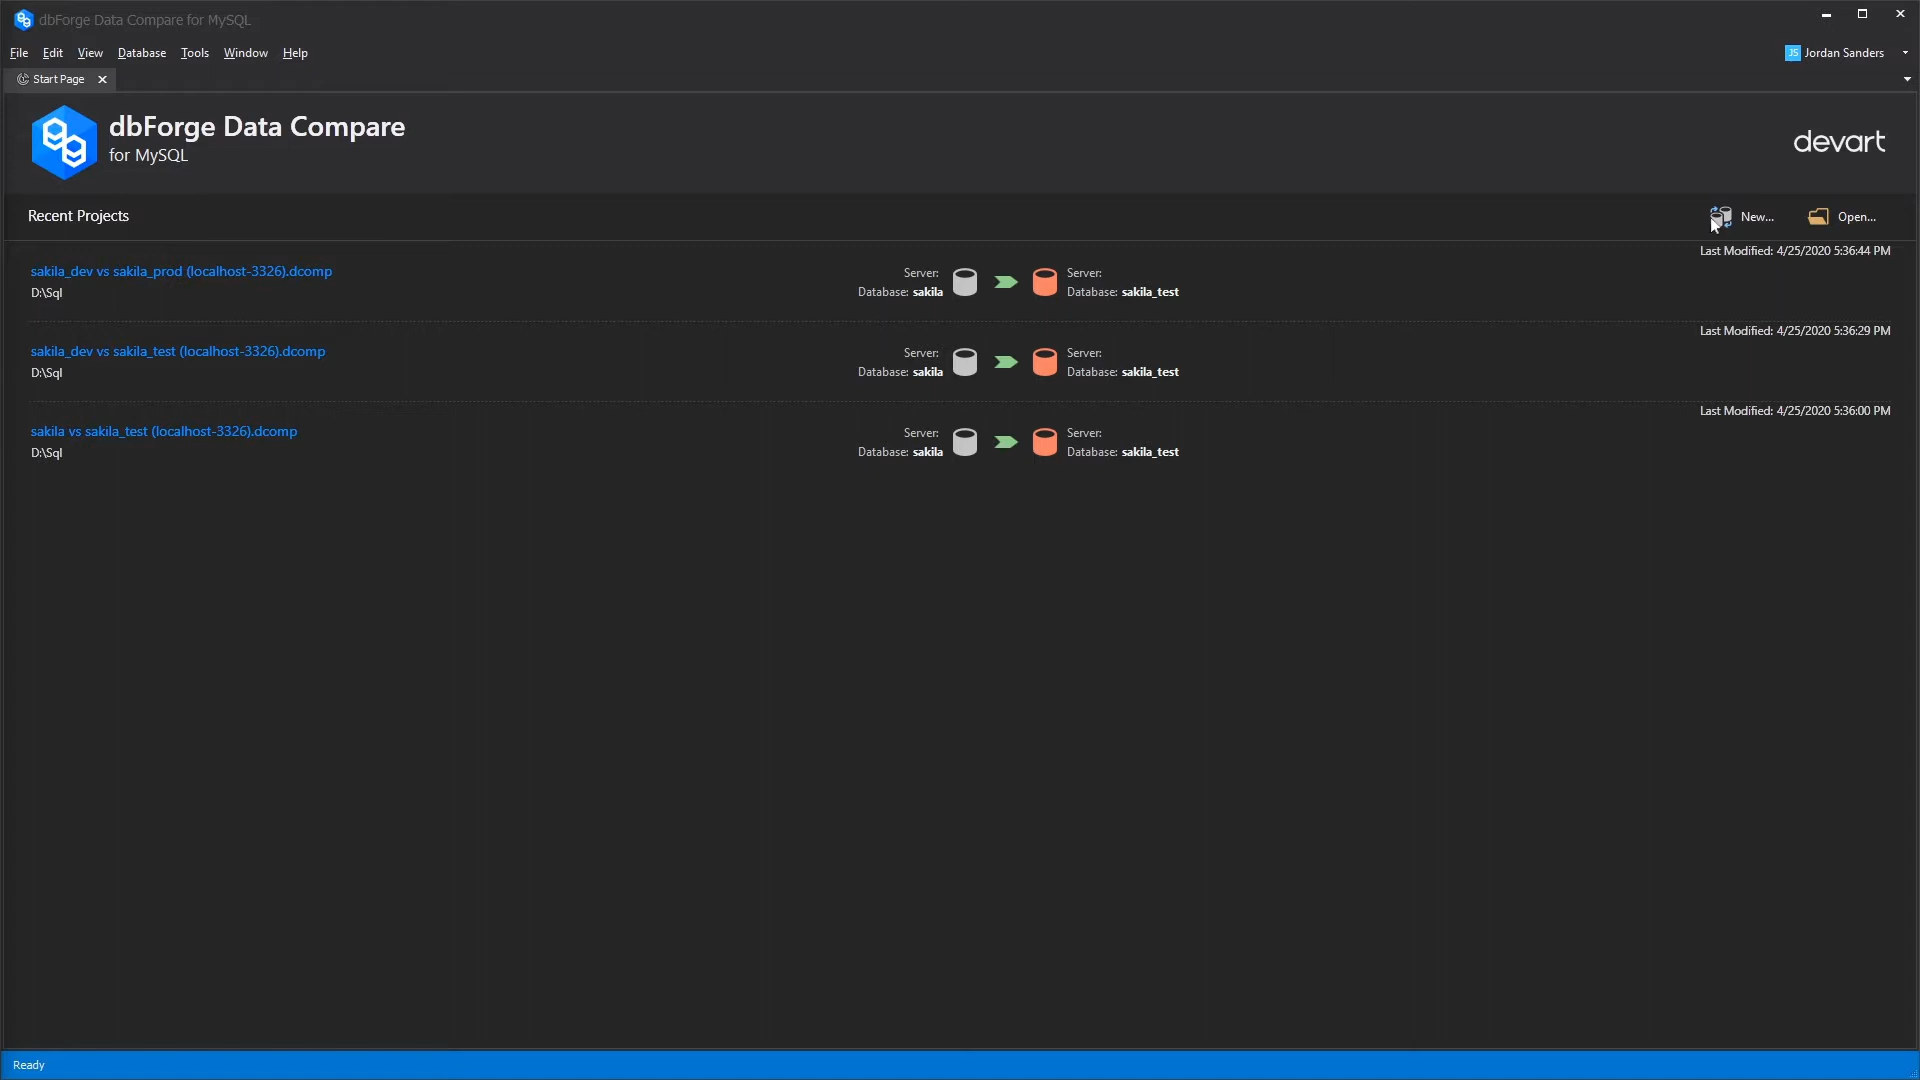 dbForge Data Compare for MySQL
File Edit View Database Tools Window Help
JS Jordan Sanders
Start Page
dbForge Data Compare
for MySQL
devart
Recent Projects
New...
Open...
Last Modified: 4/25/2020 5:36:44 PM
sakila_dev vs sakila_prod (localhost-3326).dcomp
D:\Sql
Server:
Database: sakila
Server:
Database: sakila_test
Last Modified: 4/25/2020 5:36:29 PM
sakila_dev vs sakila_test (localhost-3326).dcomp
D:\Sql
Server:
Database: sakila
Server:
Database: sakila_test
Last Modified: 4/25/2020 5:36:00 PM
sakila vs sakila_test (localhost-3326).dcomp
D:\Sql
Server:
Database: sakila
Server:
Database: sakila_test
Ready